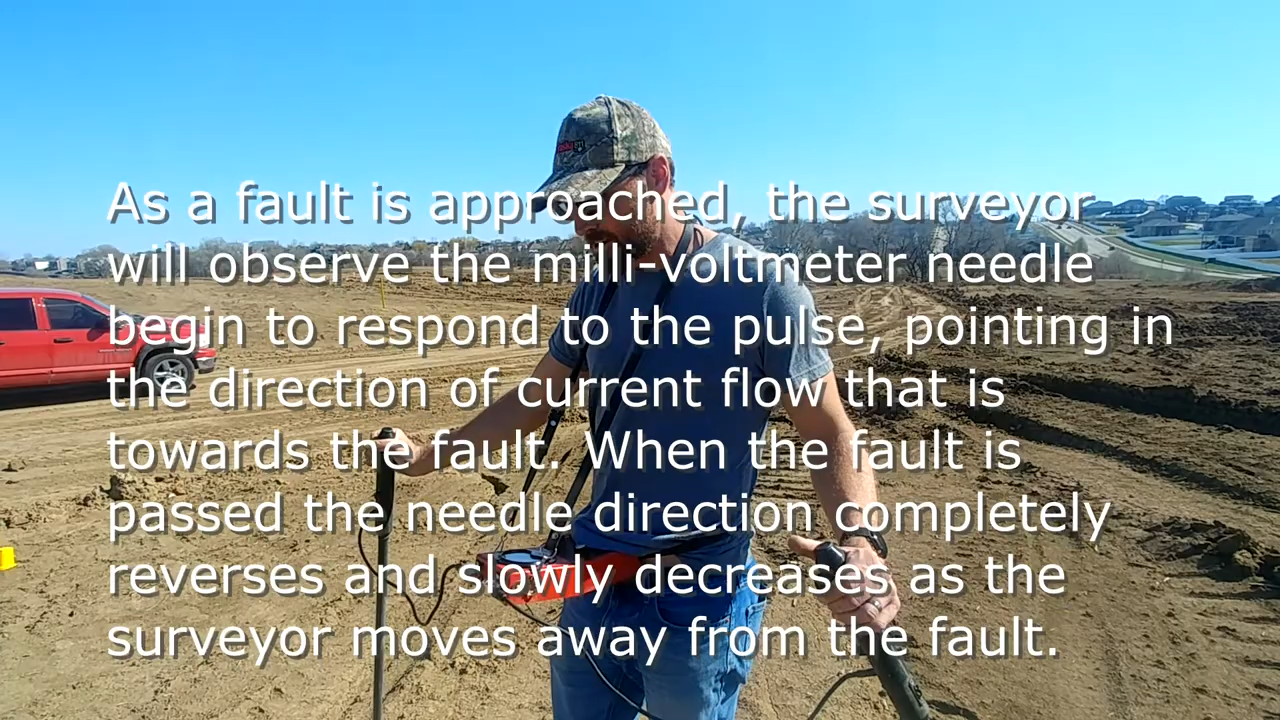 As a fault is approached, the surveyor
will observe the milli-voltmeter needle
begin to respond to the pulse, pointing in
the direction of current flow that is
towards the fault. When the fault is
passed the needle direction completely
reverses and slowly decreases as the
surveyor moves away from the fault.